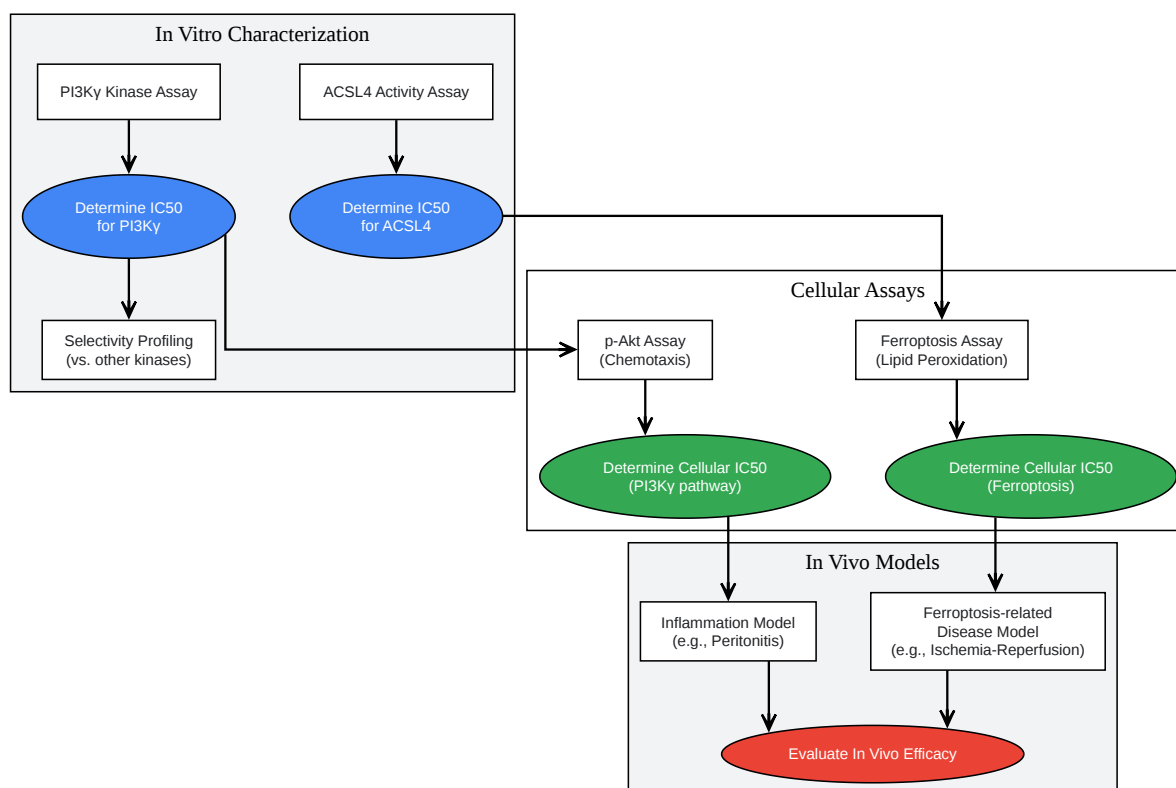 In Vitro Characterization
PI3Kγ Kinase Assay
ACSL4 Activity Assay
Determine IC50
for PI3Kγ
Determine IC50
for ACSL4
Selectivity Profiling
(vs. other kinases)
Cellular Assays
p-Akt Assay
(Chemotaxis)
Ferroptosis Assay
(Lipid Peroxidation)
Determine Cellular IC50
(PI3Kγ pathway)
Determine Cellular IC50
(Ferroptosis)
In Vivo Models
Inflammation Model
(e.g., Peritonitis)
Ferroptosis-related
Disease Model
(e.g., Ischemia-Reperfusion)
Evaluate In Vivo Efficacy